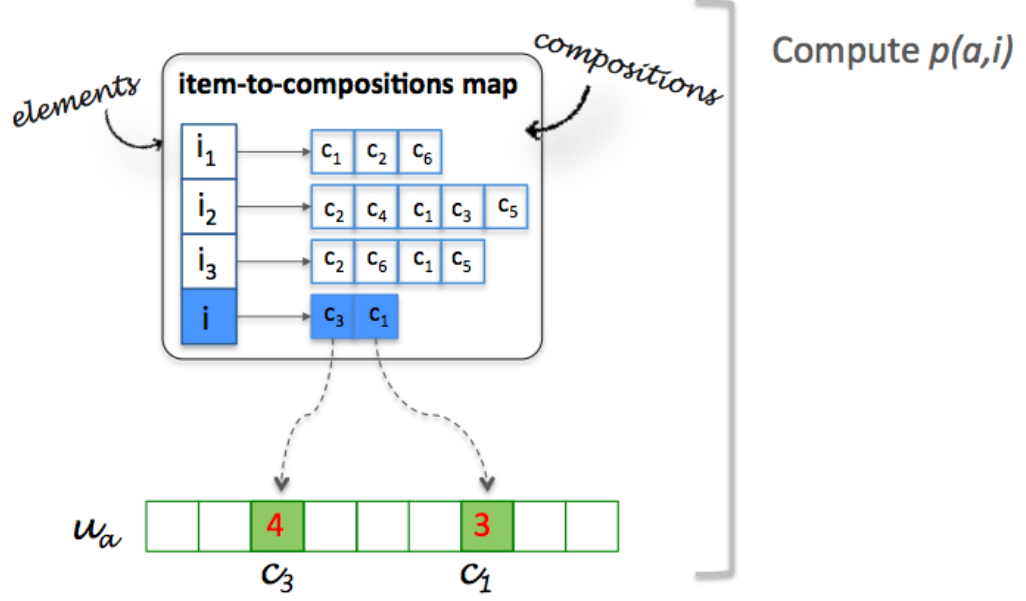 compositions
Compute p(a,i)
elements
item-to-compositions map
i₁ c₁ c₂ c₆
i₂ c₂ c₄ c₁ c₃ c₅
i₃ c₂ c₆ c₁ c₅
i c₃ c₁
uₐ 4 3
c₃ c₁